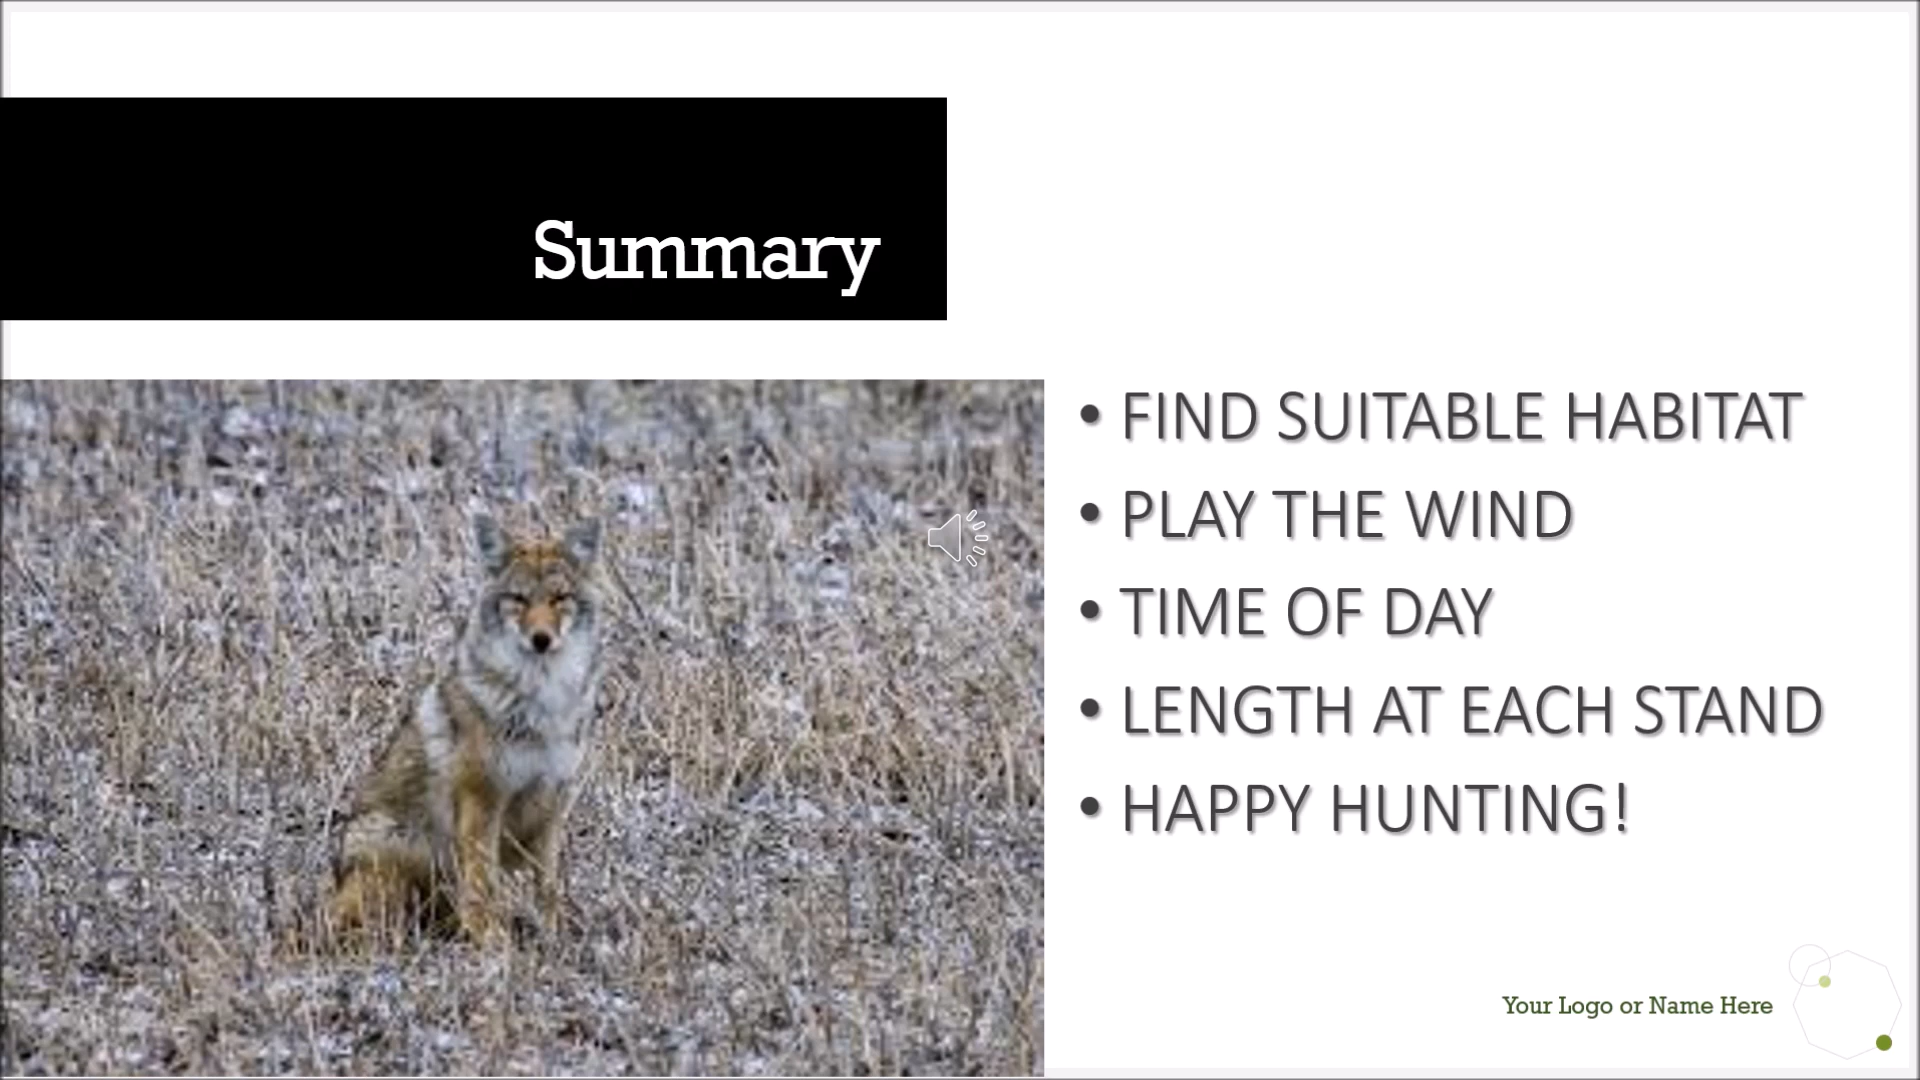 Summary
• FIND SUITABLE HABITAT
• PLAY THE WIND
• TIME OF DAY
• LENGTH AT EACH STAND
• HAPPY HUNTING!
Your Logo or Name Here